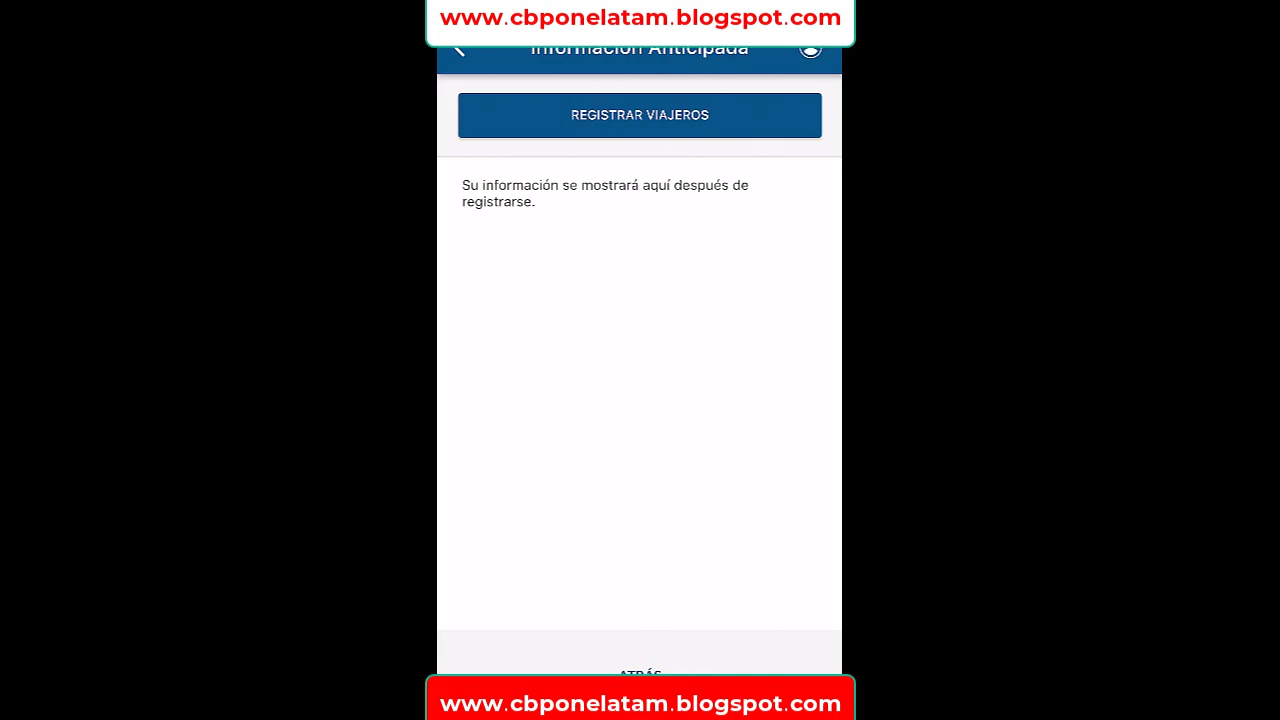 www.cbponelatam.blogspot.com
Información Anticipada
REGISTRAR VIAJEROS
Su información se mostrará aquí después de
registrarse.
ATRÁS
www.cbponelatam.blogspot.com